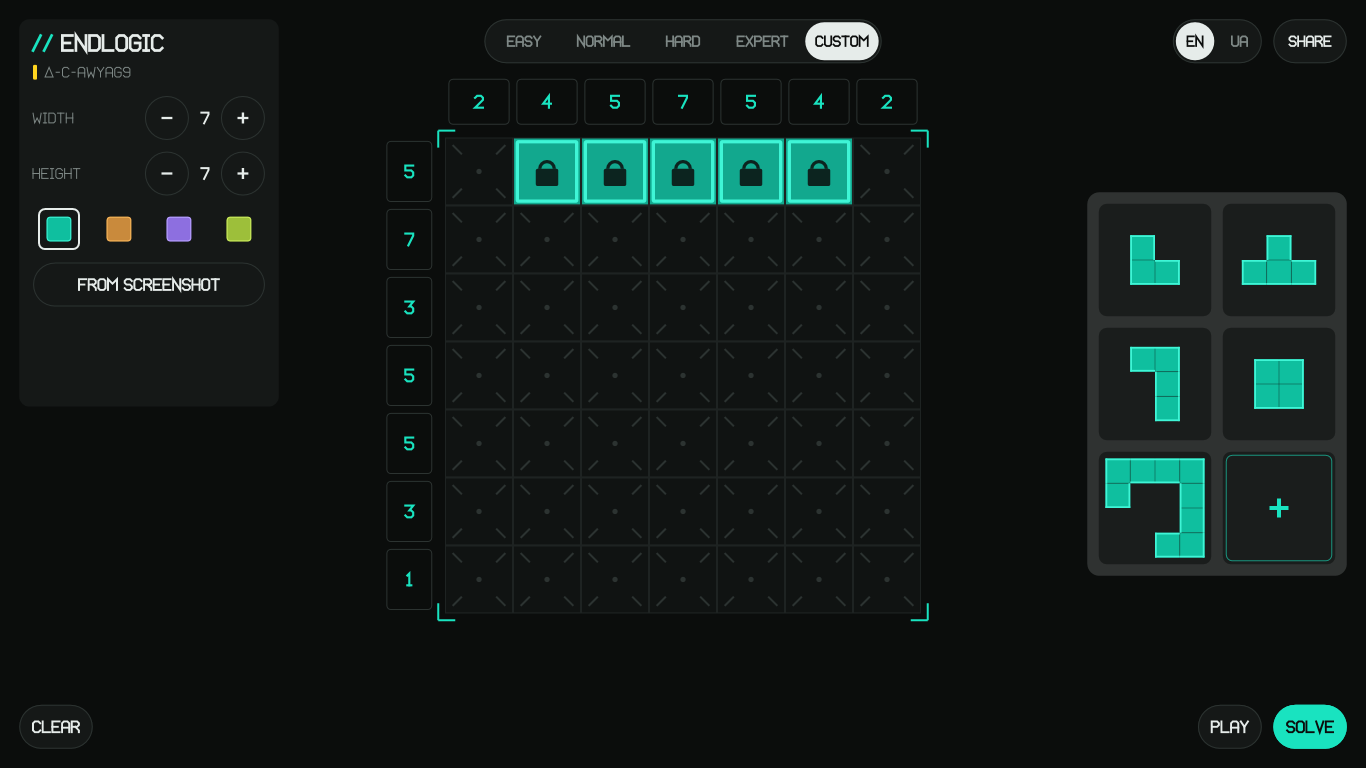 // ENDLOGIC
Δ-C-AWYAG9
WIDTH
− 7 +
HEIGHT
− 7 +
FROM SCREENSHOT
EASY NORMAL HARD EXPERT CUSTOM
EN UA SHARE
2 4 5 7 5 4 2
5
7
3
5
5
3
1
+
CLEAR
PLAY SOLVE